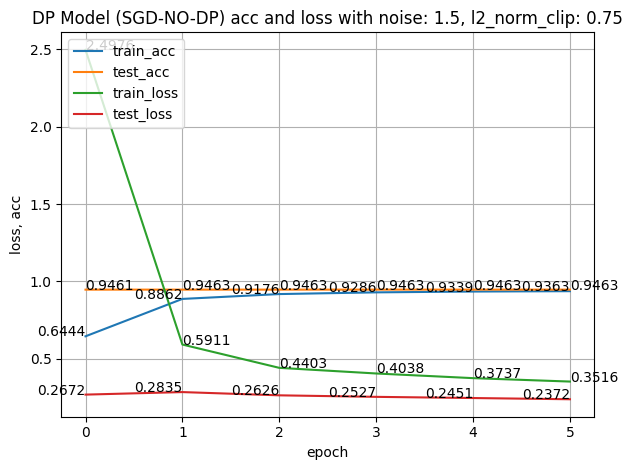 DP Model (SGD-NO-DP) acc and loss with noise: 1.5, l2_norm_clip: 0.75
train_acc
test_acc
train_loss
test_loss
2.4976
2.5
2.0
1.5
1.0
0.5
loss, acc
0.6444 0.8862 0.9176 0.9286 0.9339 0.9363
0.9461 0.9463 0.9463 0.9463 0.9463 0.9463
0.5911 0.4403 0.4038 0.3737 0.3516
0.2672 0.2835 0.2626 0.2527 0.2451 0.2372
0 1 2 3 4 5
epoch